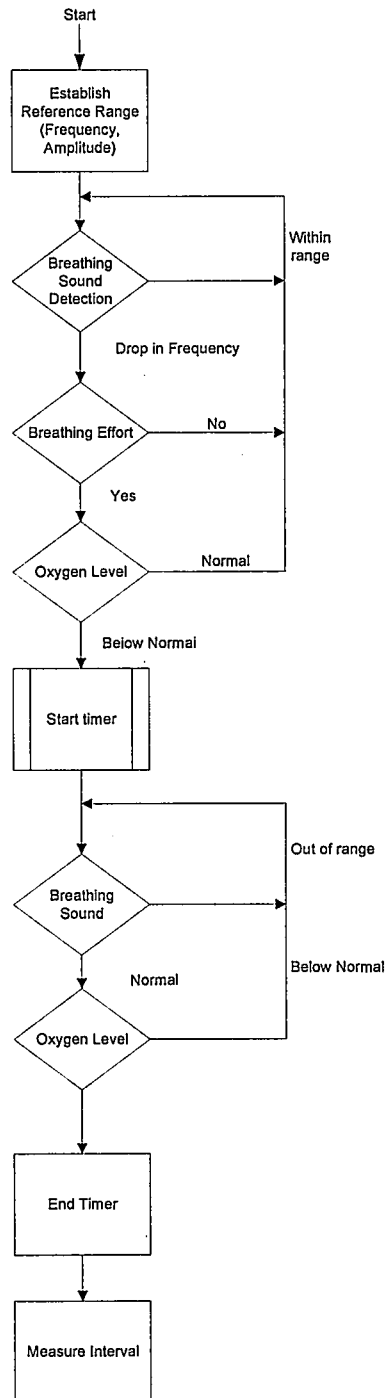 Start
Establish
Reference Range
(Frequency,
Amplitude)
Within
range
Breathing
Sound
Detection
Drop in Frequency
Breathing Effort
No
Yes
Oxygen Level
Normal
Below Normal
Start timer
Out of range
Breathing
Sound
Normal
Below Normal
Oxygen Level
End Timer
Measure Interval